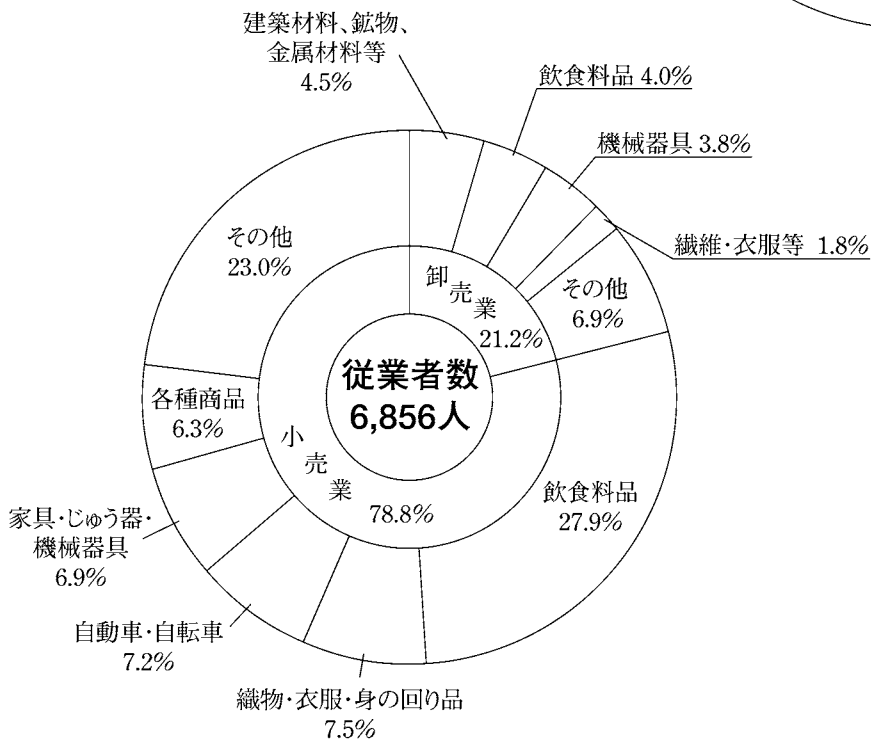 建築材料、鉱物、
金属材料等
4.5%
飲食料品 4.0%
機械器具 3.8%
繊維・衣服等 1.8%
その他
6.9%
卸売業
21.2%
従業者数
6,856人
小売業
78.8%
飲食料品
27.9%
織物・衣服・身の回り品
7.5%
自動車・自転車
7.2%
家具・じゅう器・
機械器具
6.9%
各種商品
6.3%
その他
23.0%